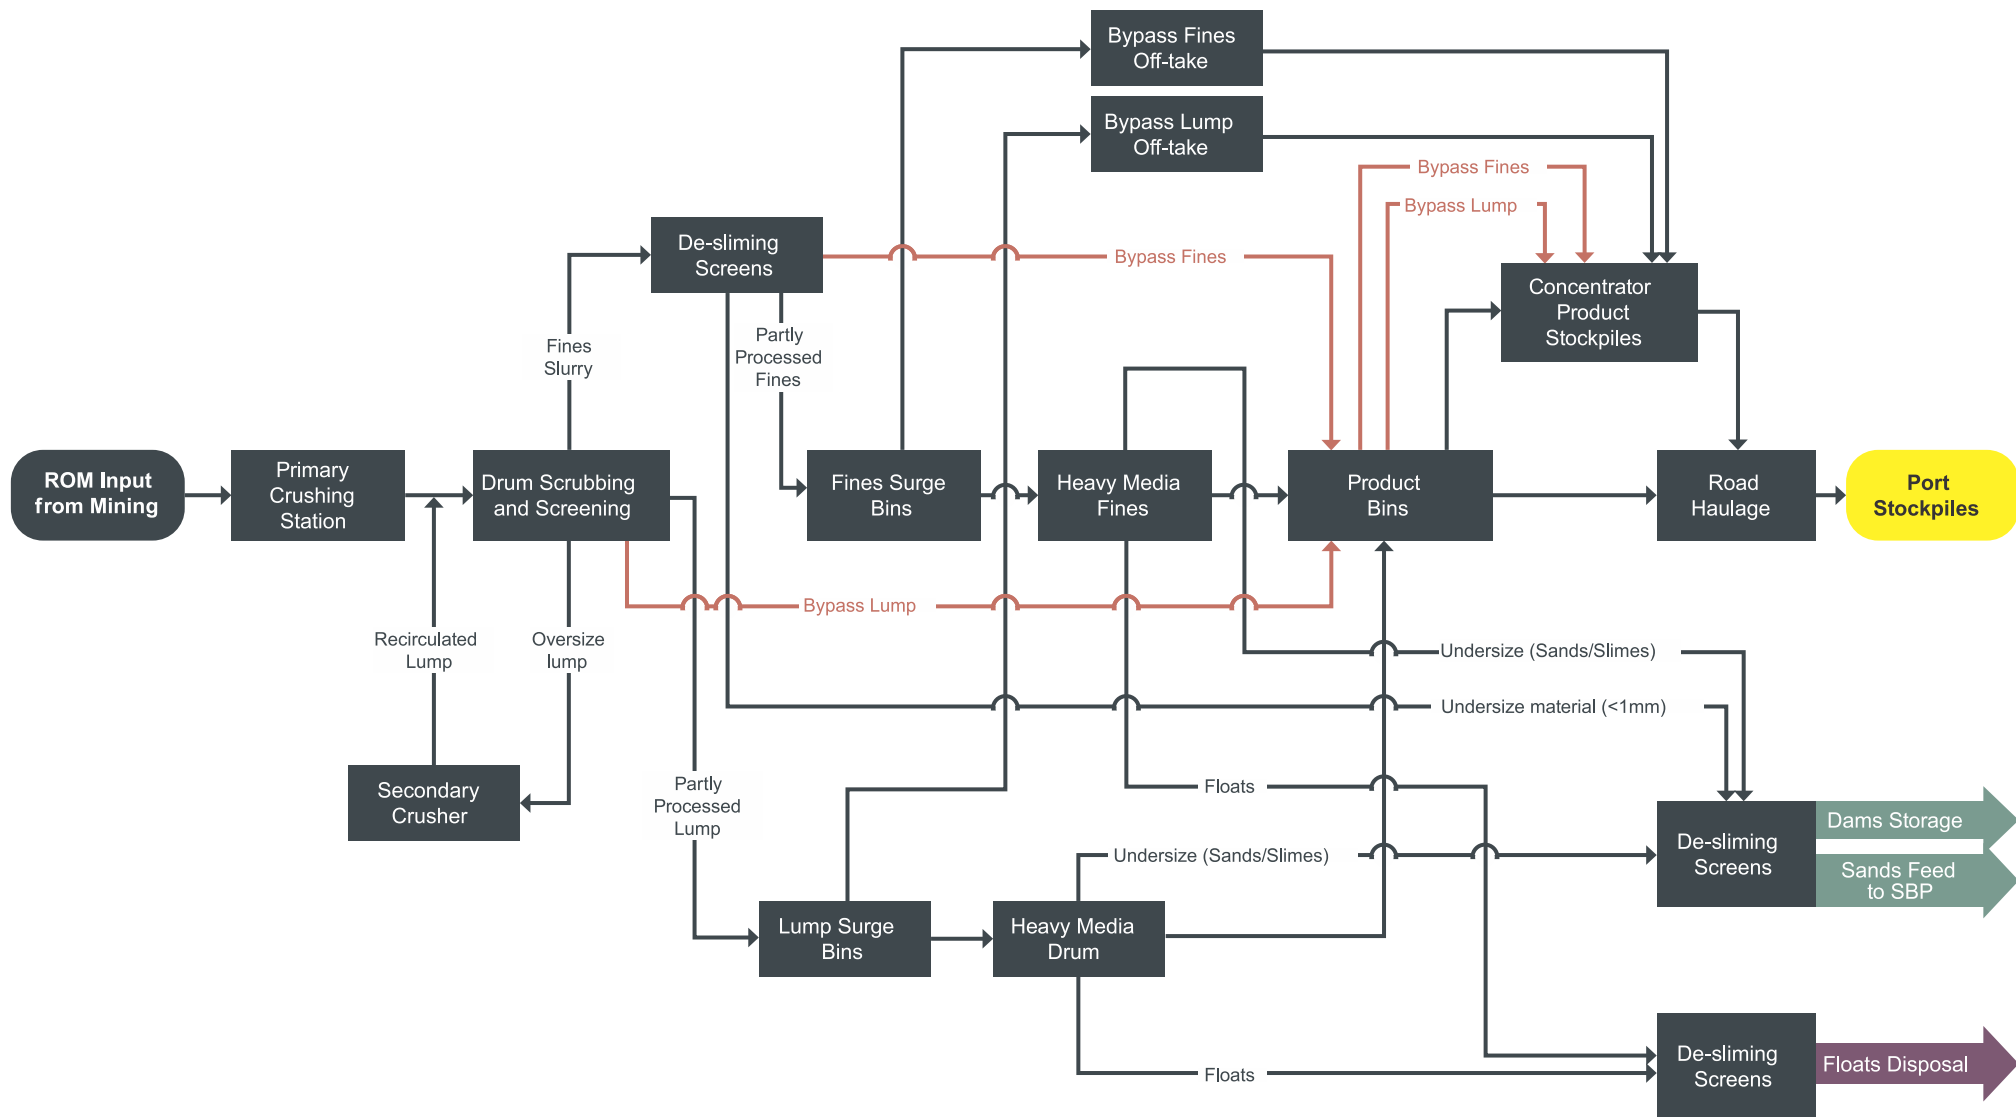 Bypass Fines
Off-take
Bypass Lump
Off-take
Bypass Fines
Bypass Lump
De-sliming
Screens
Bypass Fines
Concentrator
Product
Stockpiles
Fines
Slurry
Partly
Processed
Fines
ROM Input
from Mining
Primary
Crushing
Station
Drum Scrubbing
and Screening
Fines Surge
Bins
Heavy Media
Fines
Product
Bins
Road
Haulage
Port
Stockpiles
Bypass Lump
Recirculated
Lump
Oversize
lump
Undersize (Sands/Slimes)
Undersize material (<1mm)
Secondary
Crusher
Partly
Processed
Lump
Floats
Undersize (Sands/Slimes)
De-sliming
Screens
Dams Storage
Sands Feed
to SBP
Lump Surge
Bins
Heavy Media
Drum
Floats
De-sliming
Screens
Floats Disposal